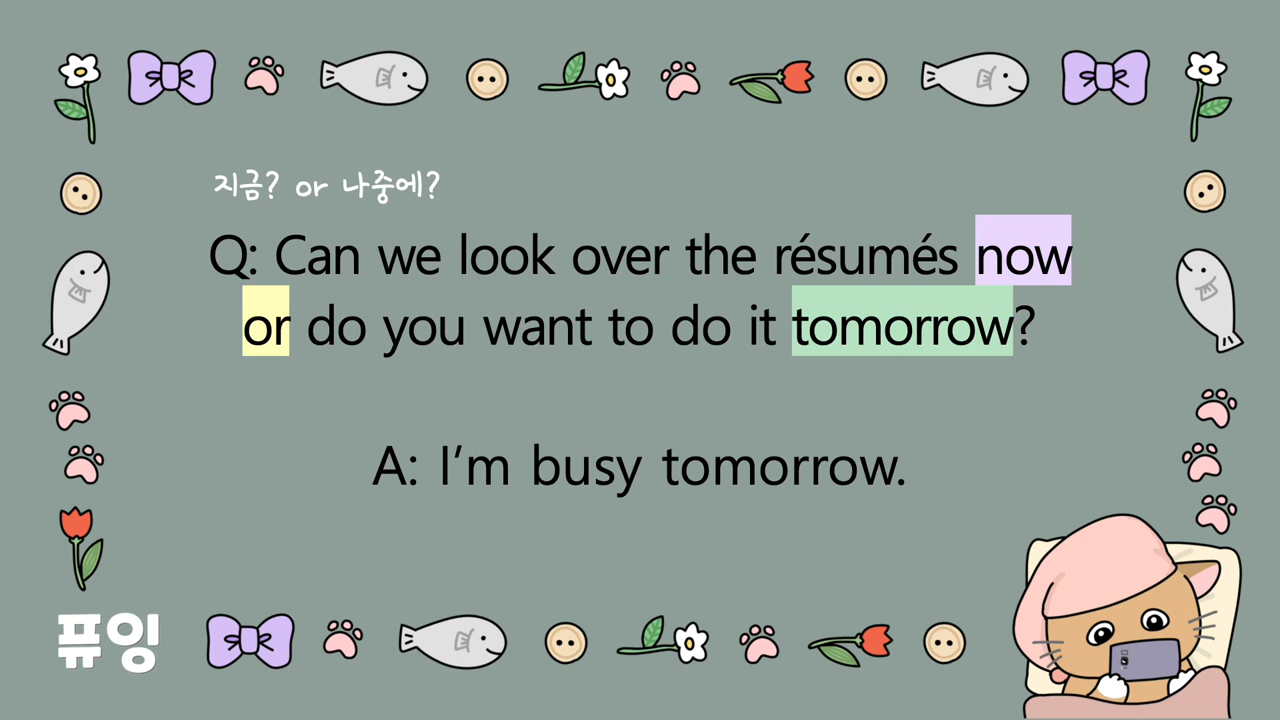 지금? or 나중에?
Q: Can we look over the résumés now
or do you want to do it tomorrow?
A: I’m busy tomorrow.
퓨잉